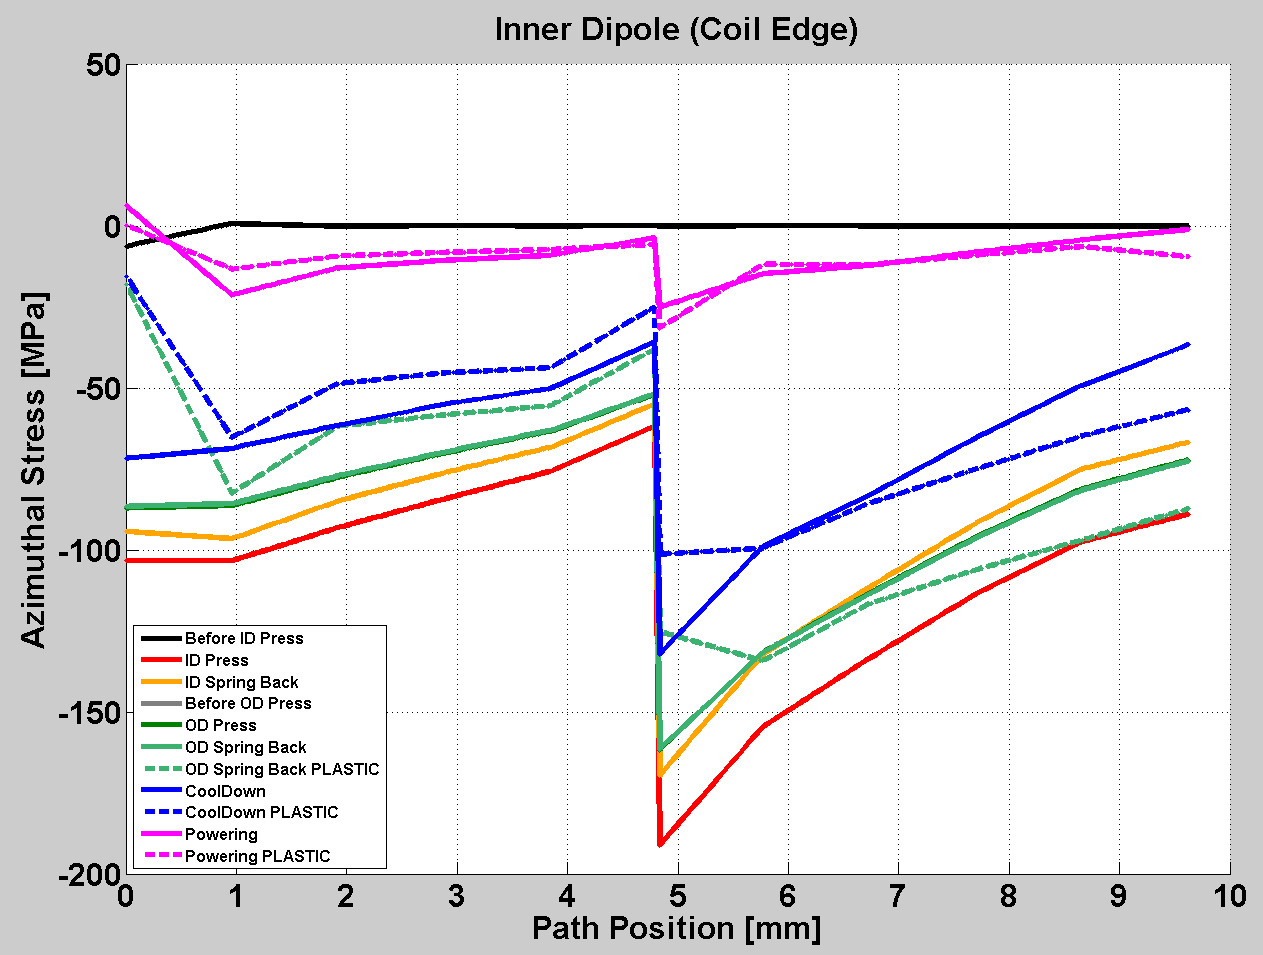 Inner Dipole (Coil Edge)
50
0
-50
-100
-150
-200
Azimuthal Stress [MPa]
Before ID Press
ID Press
ID Spring Back
Before OD Press
OD Press
OD Spring Back
OD Spring Back PLASTIC
CoolDown
CoolDown PLASTIC
Powering
Powering PLASTIC
0 1 2 3 4 5 6 7 8 9 10
Path Position [mm]